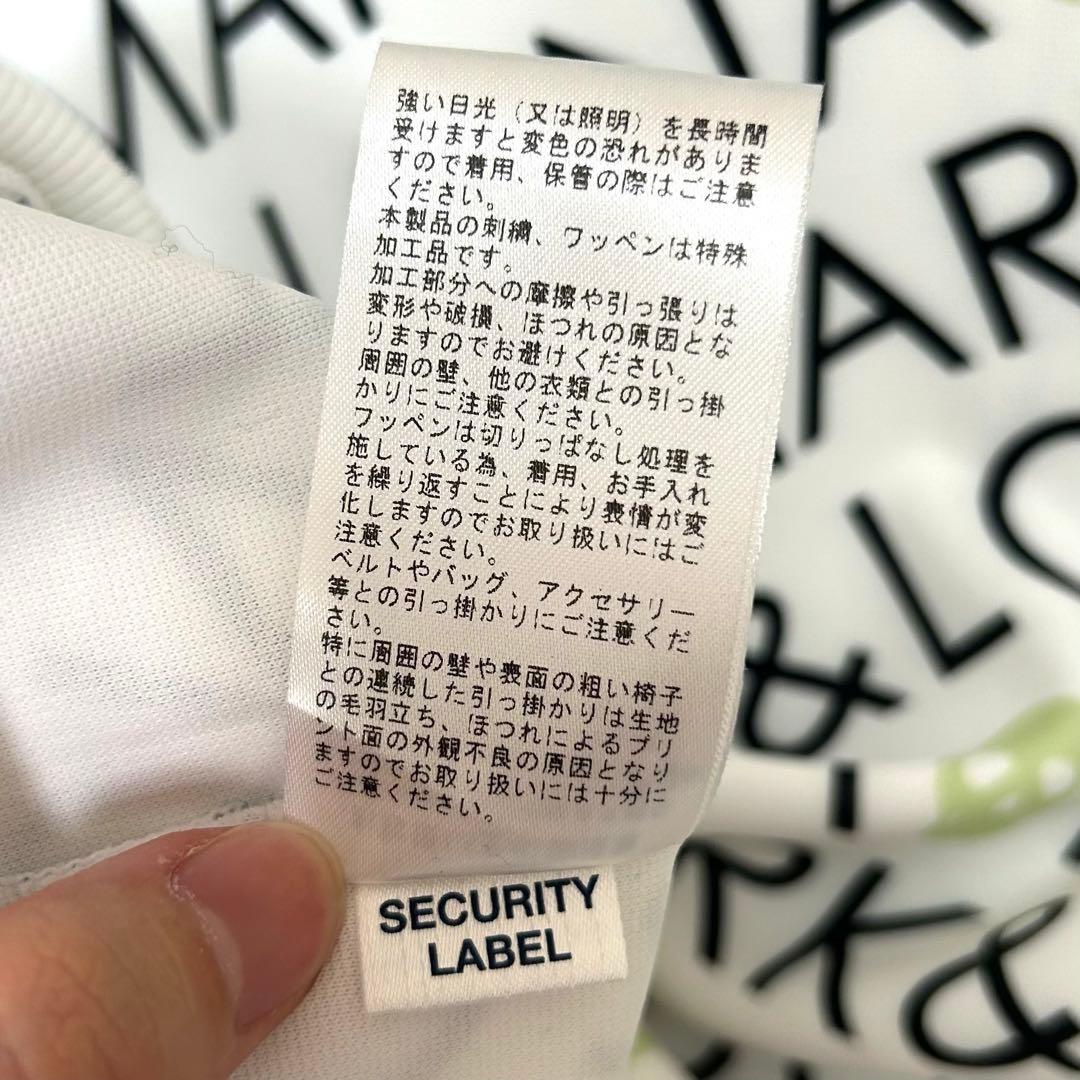 強い日光（又は照明）を長時間
受けますと変色の恐れがありま
すので着用、保管の際はご注意
ください。
本製品の刺繍、ワッペンは特殊
加工品です。
加工部分への摩擦や引っ張りは
変形や破損、ほつれの原因とな
りますのでお避けください。
周囲の壁、他の衣類との引っ掛
かりにご注意ください。
ワッペンは切りっぱなし処理を
施している為、着用、お手入れ
を繰り返すことにより表情が変
化しますのでお取り扱いにはご
注意ください。
ベルトやバッグ、アクセサリー
等との引っ掛かりにご注意くだ
さい。
特に周囲の壁や表面の粗い椅子
との連続した引っ掛かりは生地
の毛羽立ち、ほつれによるプリ
ント面の外観不良の原因となり
ますのでお取り扱いには十分に
ご注意ください。
SECURITY
LABEL
MAR
AR
LO
&
RK&